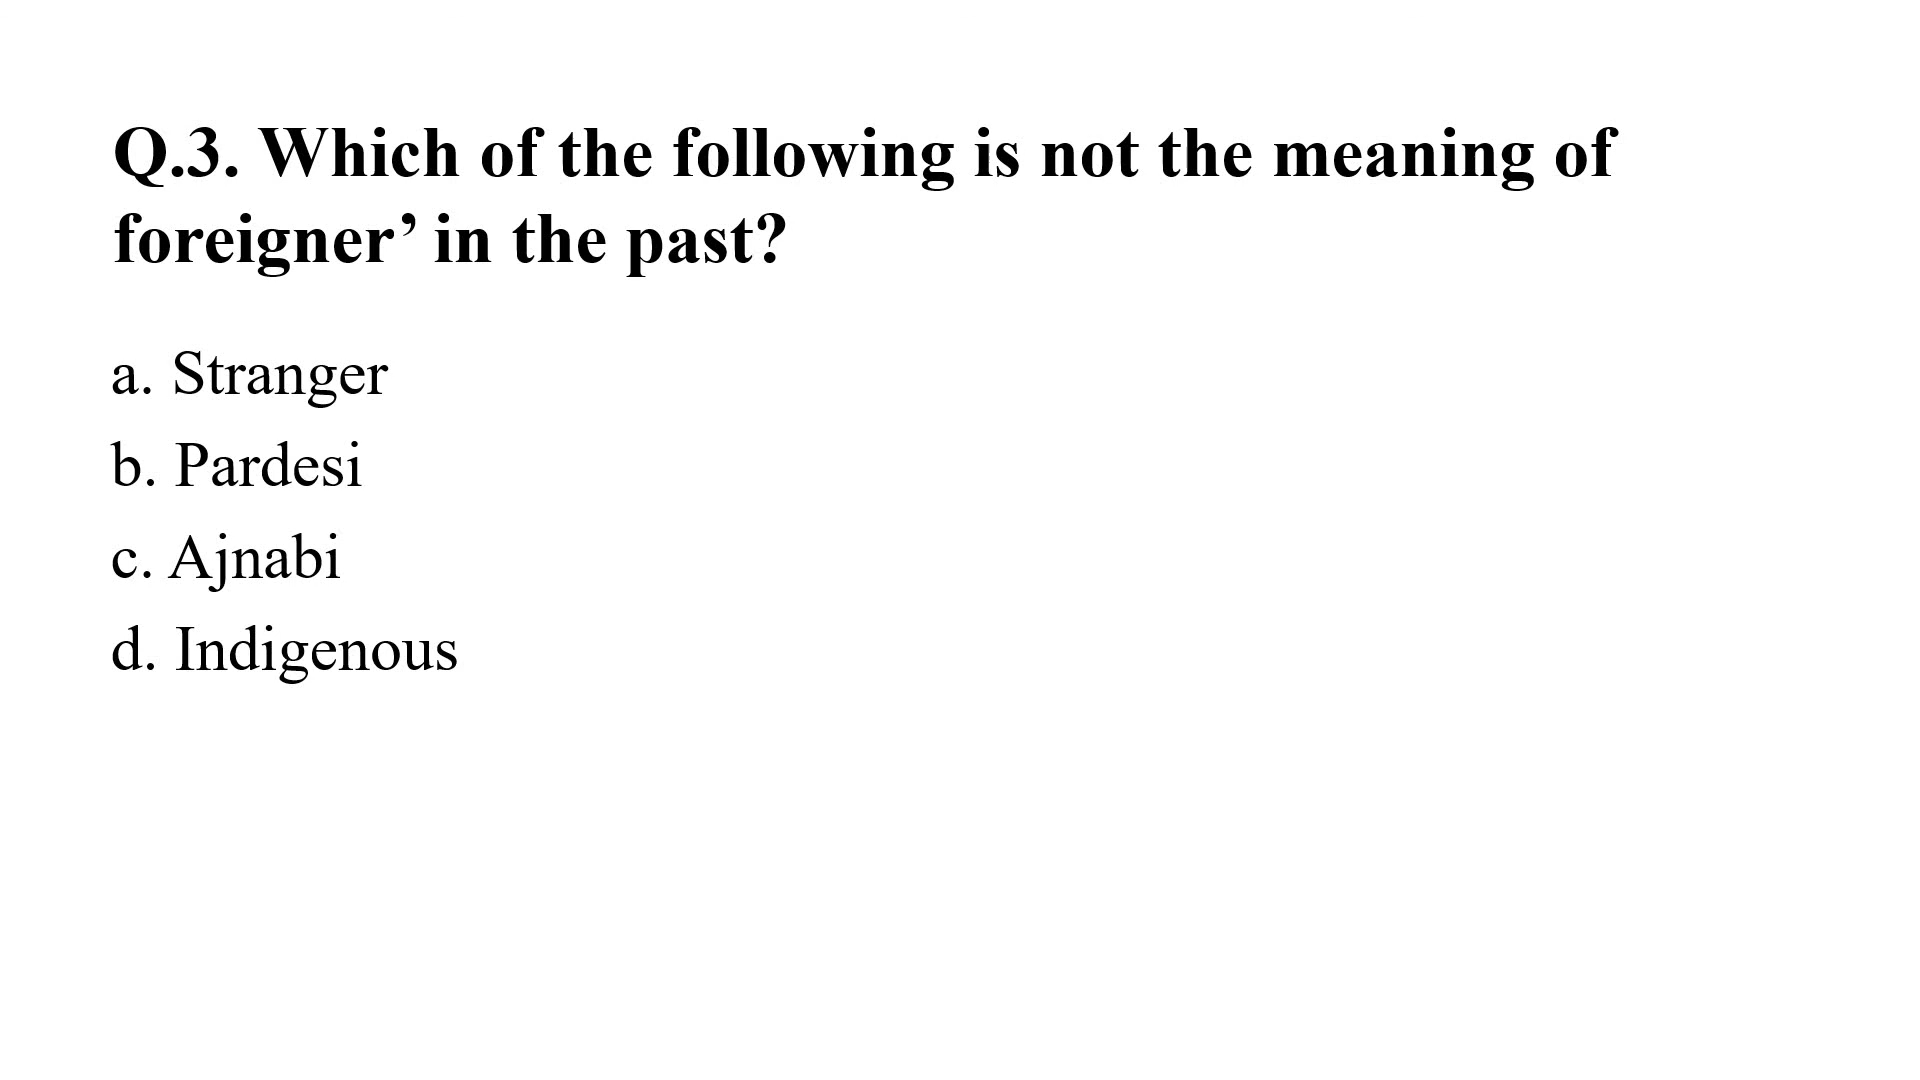 Q.3. Which of the following is not the meaning of
foreigner’ in the past?
a. Stranger
b. Pardesi
c. Ajnabi
d. Indigenous